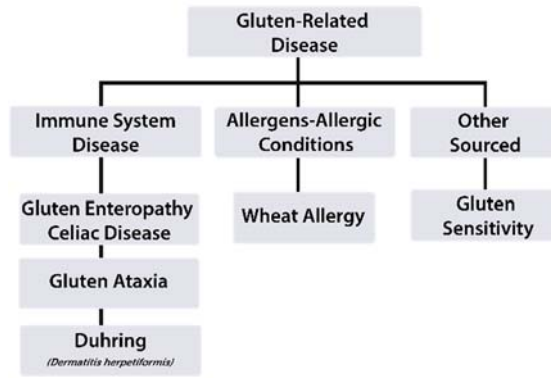 Gluten-Related
Disease
Immune System
Disease
Allergens-Allergic
Conditions
Other
Sourced
Gluten Enteropathy
Celiac Disease
Wheat Allergy
Gluten
Sensitivity
Gluten Ataxia
Duhring
(Dermatitis herpetiformis)